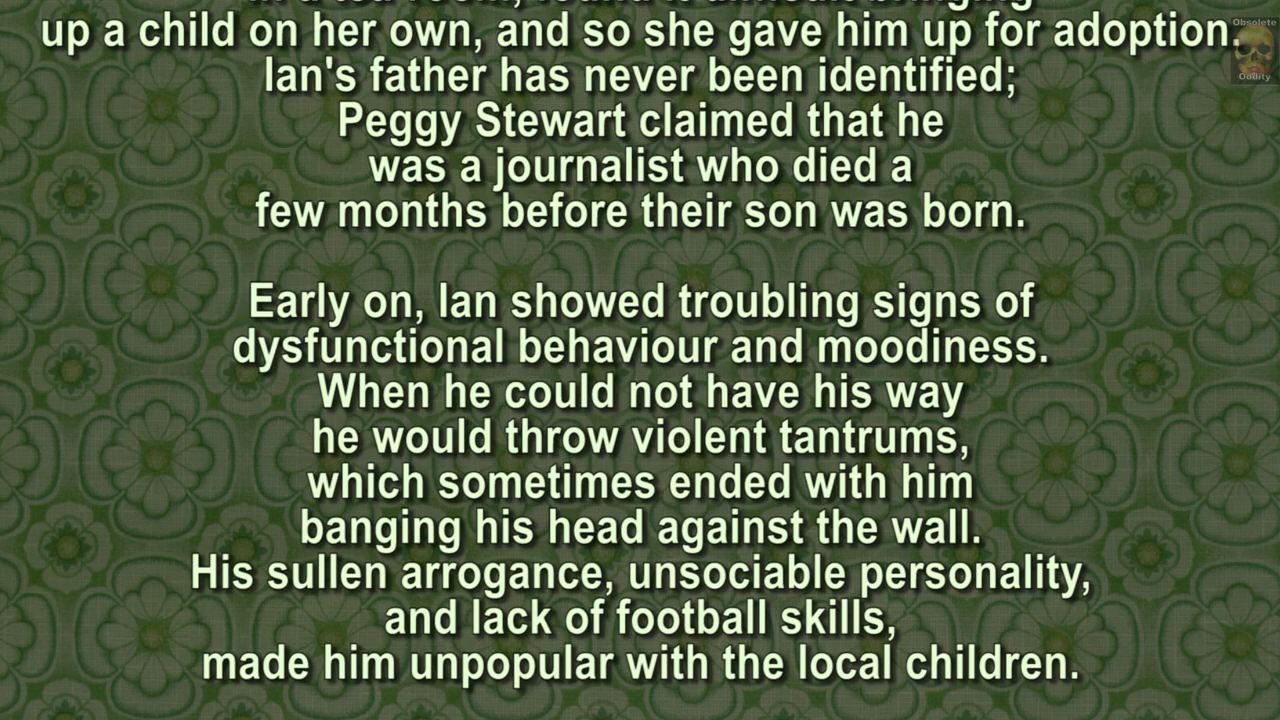 up a child on her own, and so she gave him up for adoption.
Ian's father has never been identified;
Peggy Stewart claimed that he
was a journalist who died a
few months before their son was born.
Early on, Ian showed troubling signs of
dysfunctional behaviour and moodiness.
When he could not have his way
he would throw violent tantrums,
which sometimes ended with him
banging his head against the wall.
His sullen arrogance, unsociable personality,
and lack of football skills,
made him unpopular with the local children.
Obsolete
Oddity